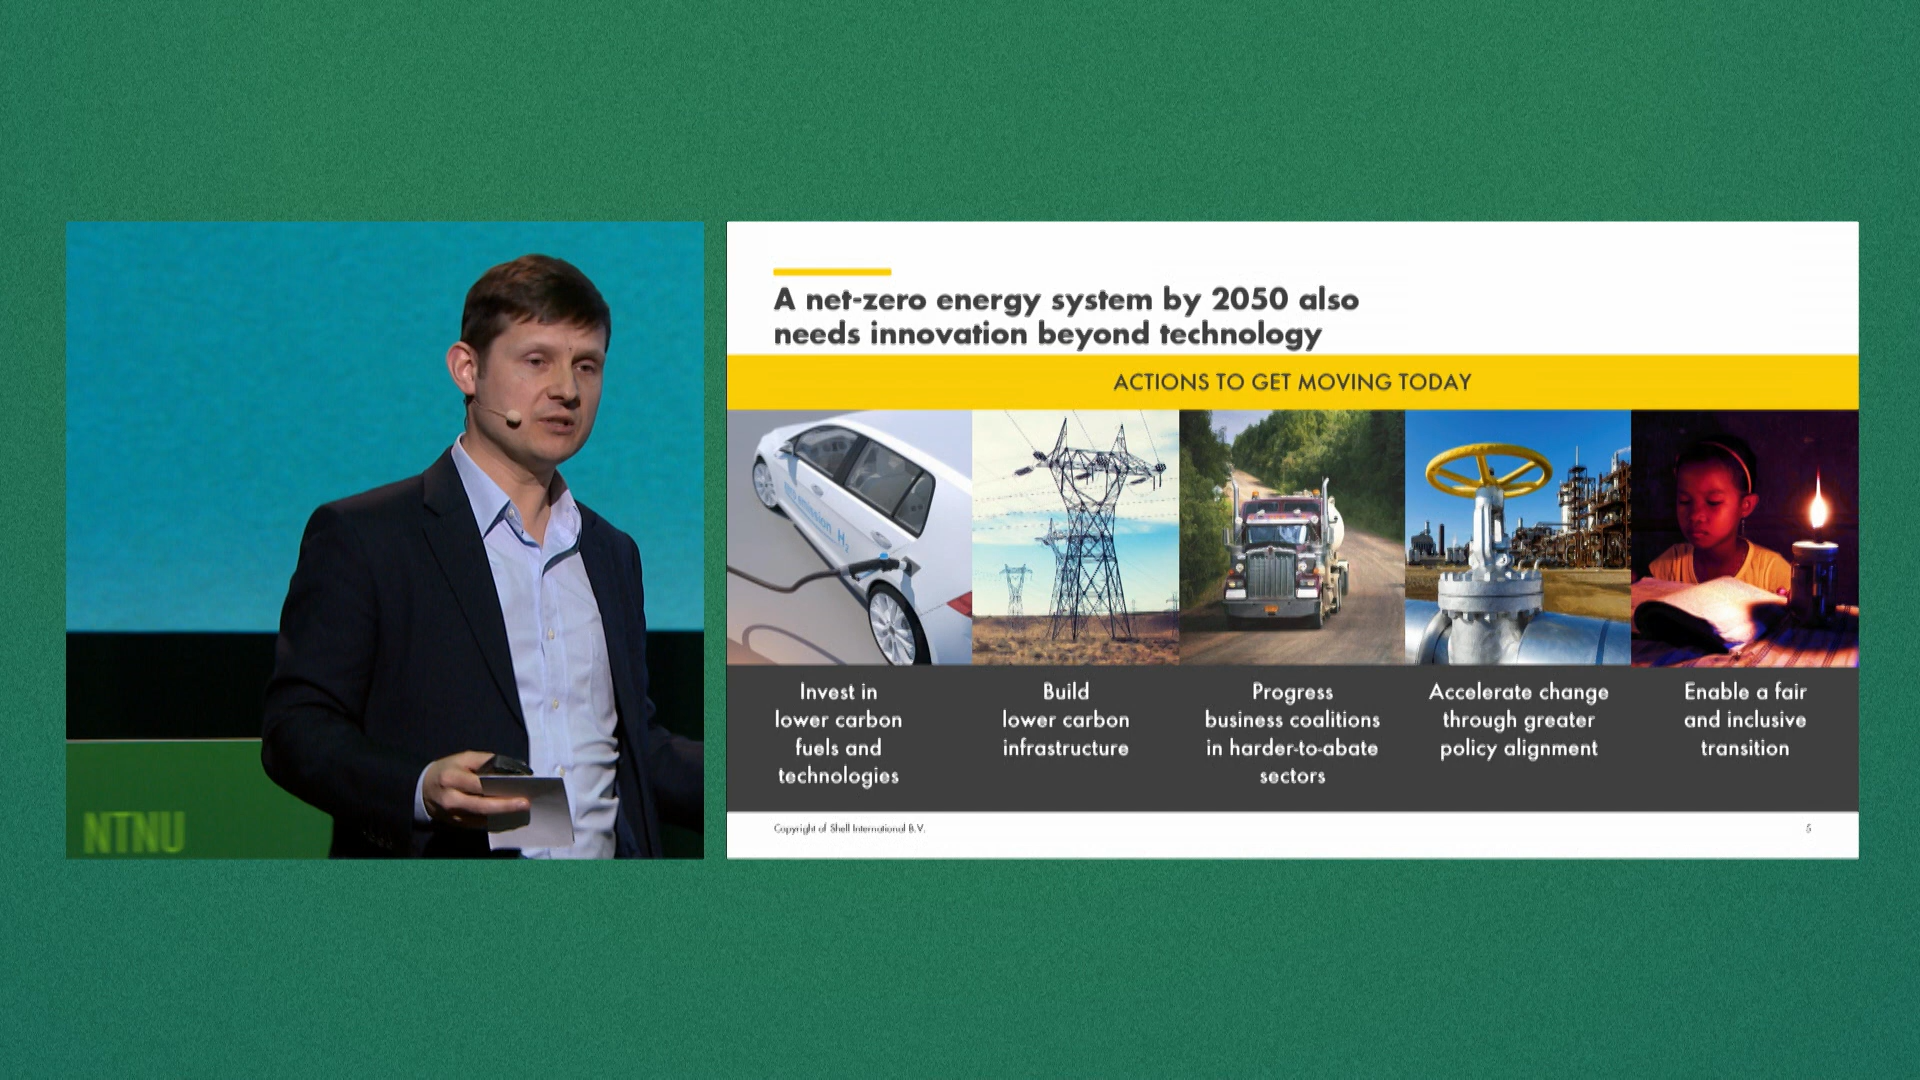 A net-zero energy system by 2050 also
needs innovation beyond technology
ACTIONS TO GET MOVING TODAY
emission H₂
Invest in
lower carbon
fuels and
technologies
Build
lower carbon
infrastructure
Progress
business coalitions
in harder-to-abate
sectors
Accelerate change
through greater
policy alignment
Enable a fair
and inclusive
transition
Copyright of Shell International B.V.
5
NTNU